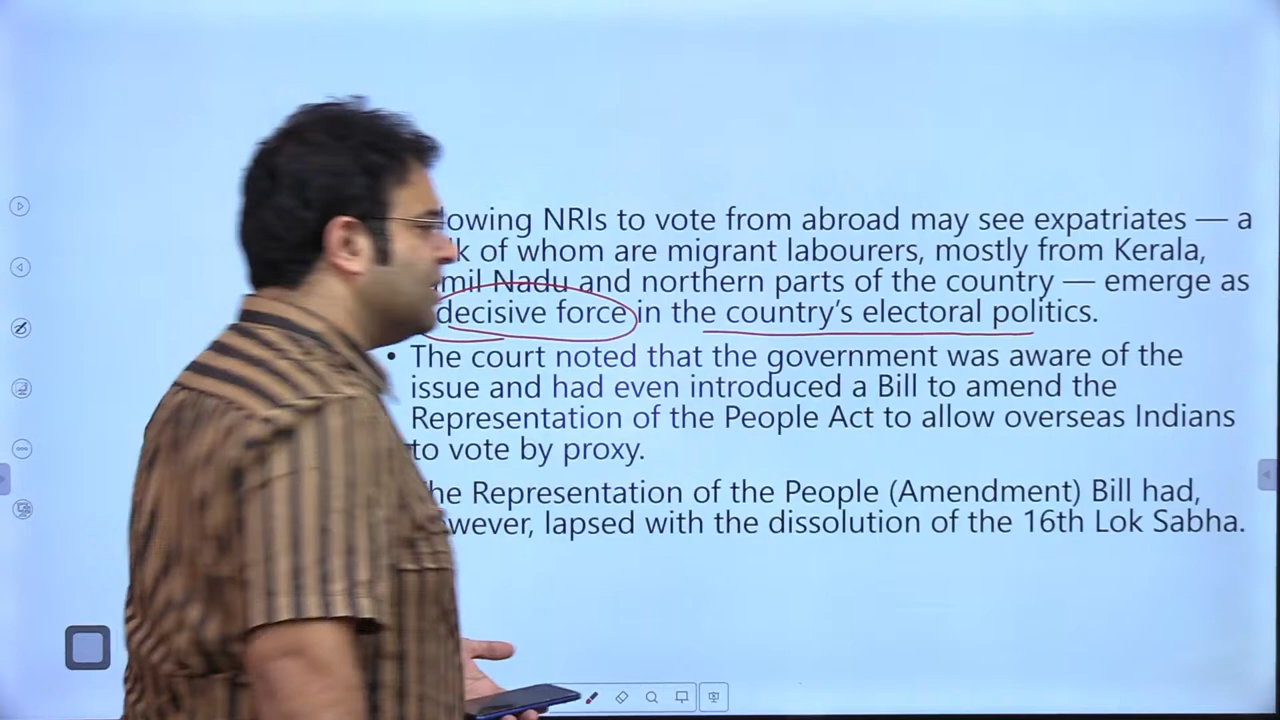 NRIs to vote from abroad may see expatriates — a
of whom are migrant labourers, mostly from Kerala,
Nadu and northern parts of the country — emerge as
decisive force in the country's electoral politics.
• The court noted that the government was aware of the
issue and had even introduced a Bill to amend the
Representation of the People Act to allow overseas Indians
to vote by proxy.
Representation of the People (Amendment) Bill had,
lapsed with the dissolution of the 16th Lok Sabha.